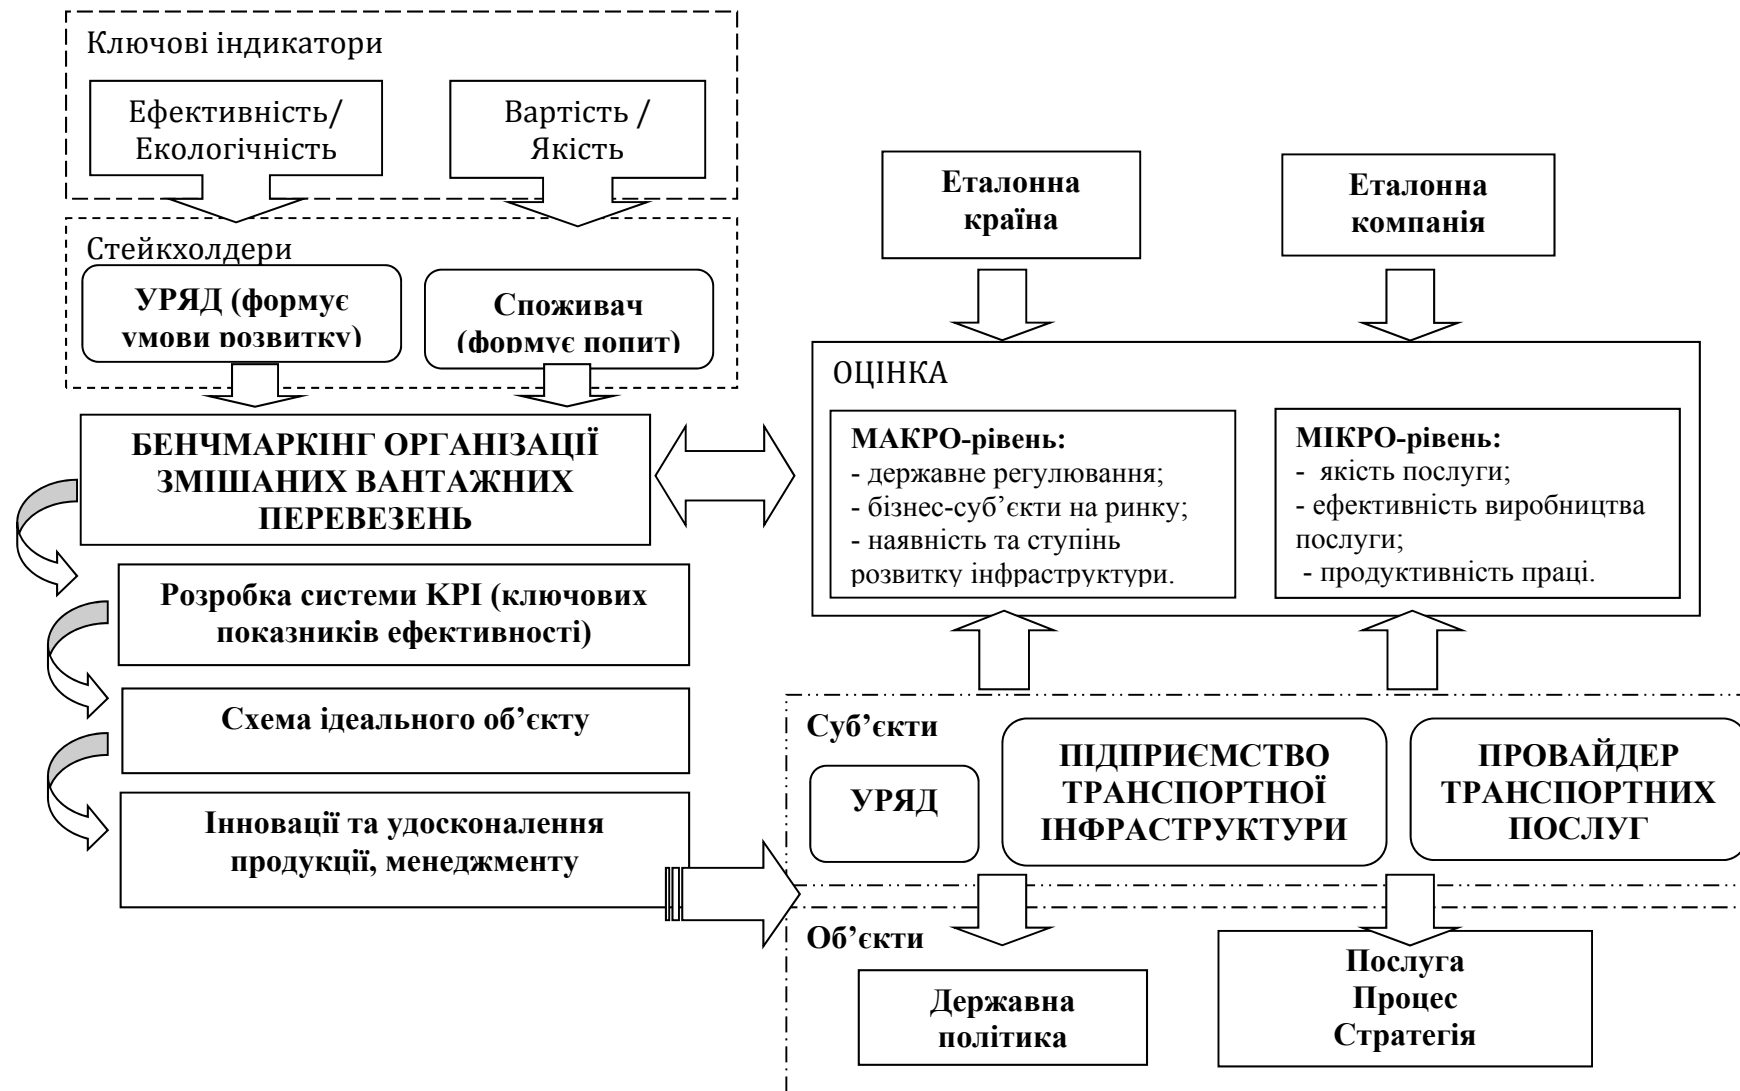 Ключові індикатори
Ефективність/
Екологічність
Вартість /
Якість
Стейкхолдери
УРЯД (формує
умови розвитку)
Споживач
(формує попит)
БЕНЧМАРКІНГ ОРГАНІЗАЦІЇ
ЗМІШАНИХ ВАНТАЖНИХ
ПЕРЕВЕЗЕНЬ
Розробка системи KPI (ключових
показників ефективності)
Схема ідеального об’єкту
Інновації та удосконалення
продукції, менеджменту
Еталонна
країна
Еталонна
компанія
ОЦІНКА
МАКРО-рівень:
- державне регулювання;
- бізнес-суб’єкти на ринку;
- наявність та ступінь
розвитку інфраструктури.
МІКРО-рівень:
- якість послуги;
- ефективність виробництва
послуги;
- продуктивність праці.
Суб’єкти
УРЯД
ПІДПРИЄМСТВО
ТРАНСПОРТНОЇ
ІНФРАСТРУКТУРИ
ПРОВАЙДЕР
ТРАНСПОРТНИХ
ПОСЛУГ
Об’єкти
Державна
політика
Послуга
Процес
Стратегія